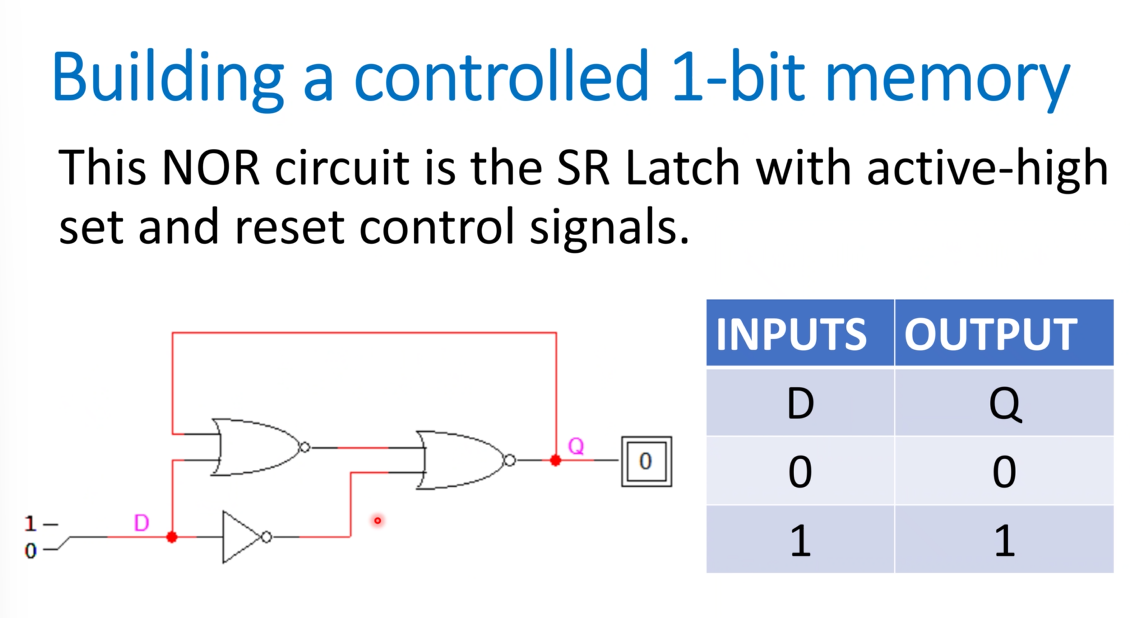 Building a controlled 1-bit memory
This NOR circuit is the SR Latch with active-high
set and reset control signals.
INPUTS OUTPUT
D Q
0 0
1 1
Q
0
D
1
0